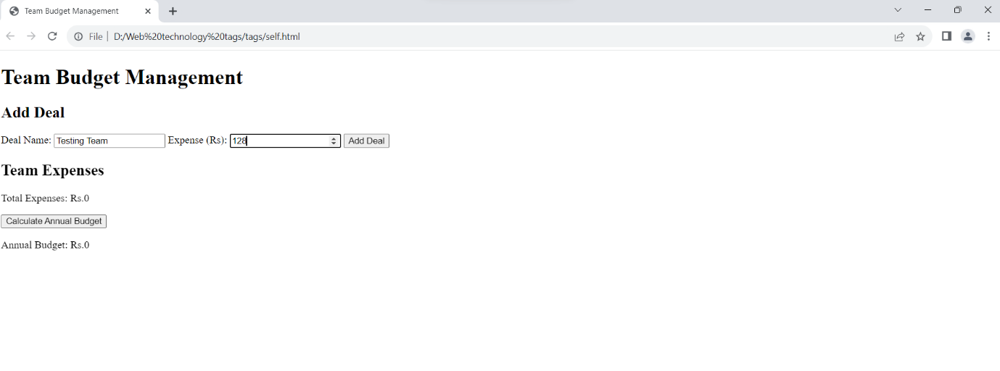 Team Budget Management
File | D:/Web%20technology%20tags/tags/self.html
Team Budget Management
Add Deal
Deal Name: Testing Team Expense (Rs): 128 Add Deal
Team Expenses
Total Expenses: Rs.0
Calculate Annual Budget
Annual Budget: Rs.0